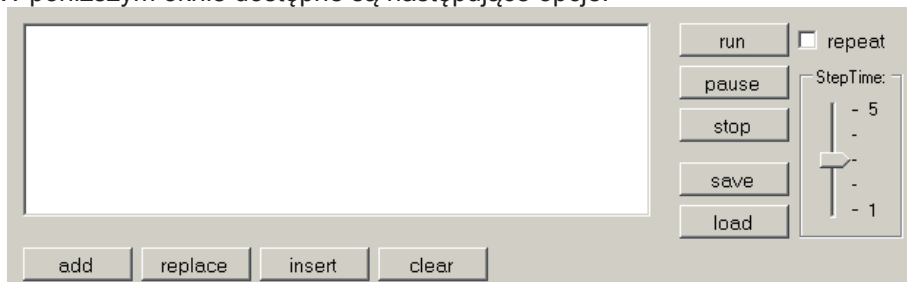 W poniższym oknie dostępne są następujące opcje:
run
repeat
pause
StepTime:
- 5
stop
save
- 1
load
add replace insert clear